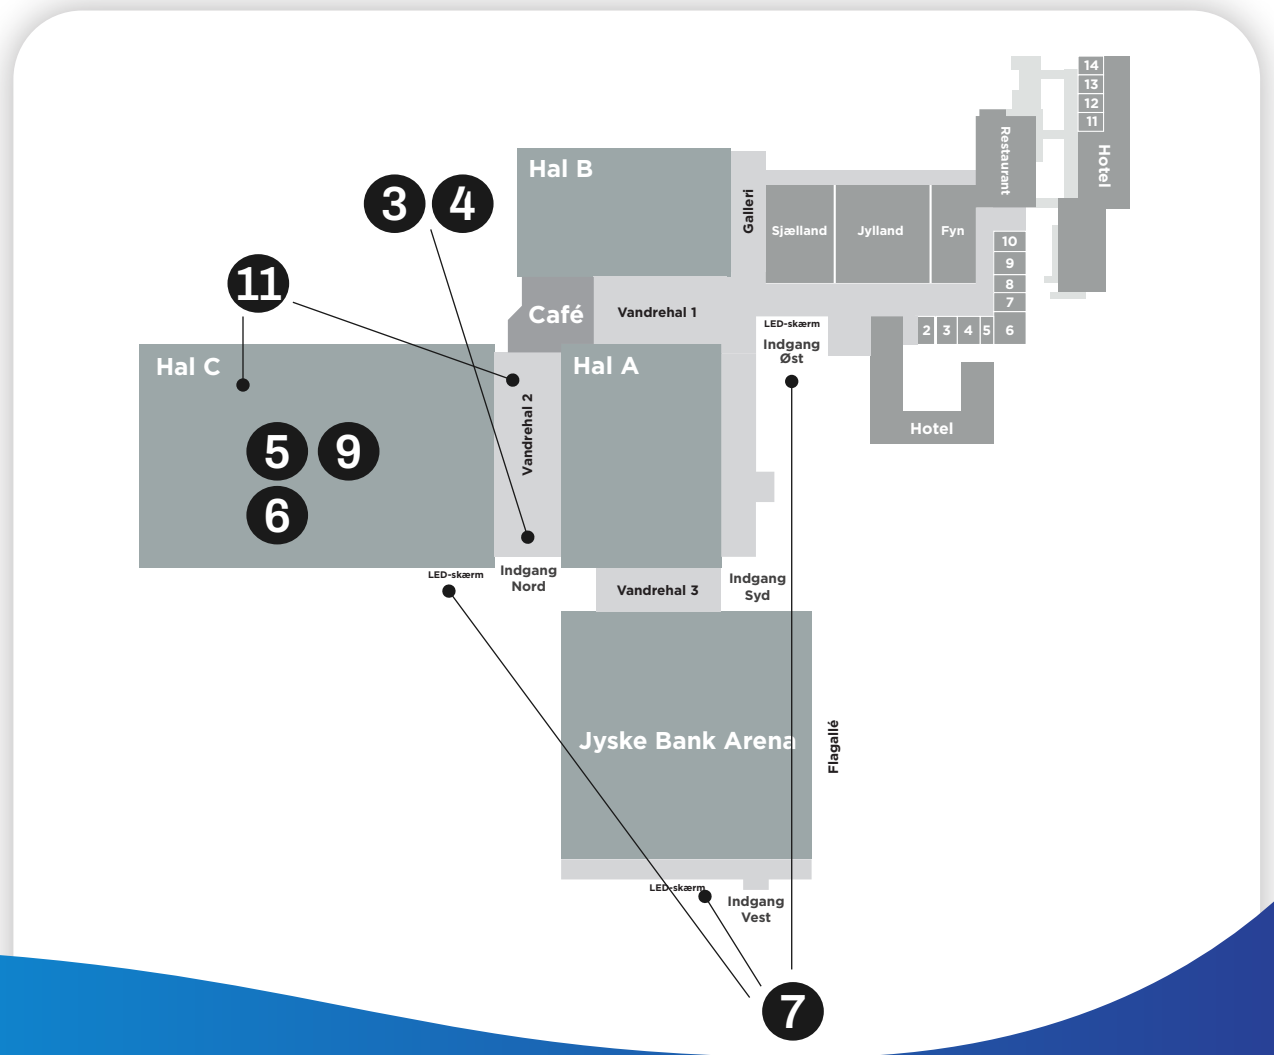 14
13
12
11
Hotel
Restaurant
Hal B
3 4
Galleri
Sjælland Jylland Fyn
10
9
8
7
11
Café
Vandrehal 1
LED-skærm
Indgang
Øst
2 3 4 5 6
Hal C
Hal A
Vandrehal 2
Hotel
5 9
6
LED-skærm
Indgang
Nord
Vandrehal 3
Indgang
Syd
Jyske Bank Arena
Flagallé
LED-skærm
Indgang
Vest
7